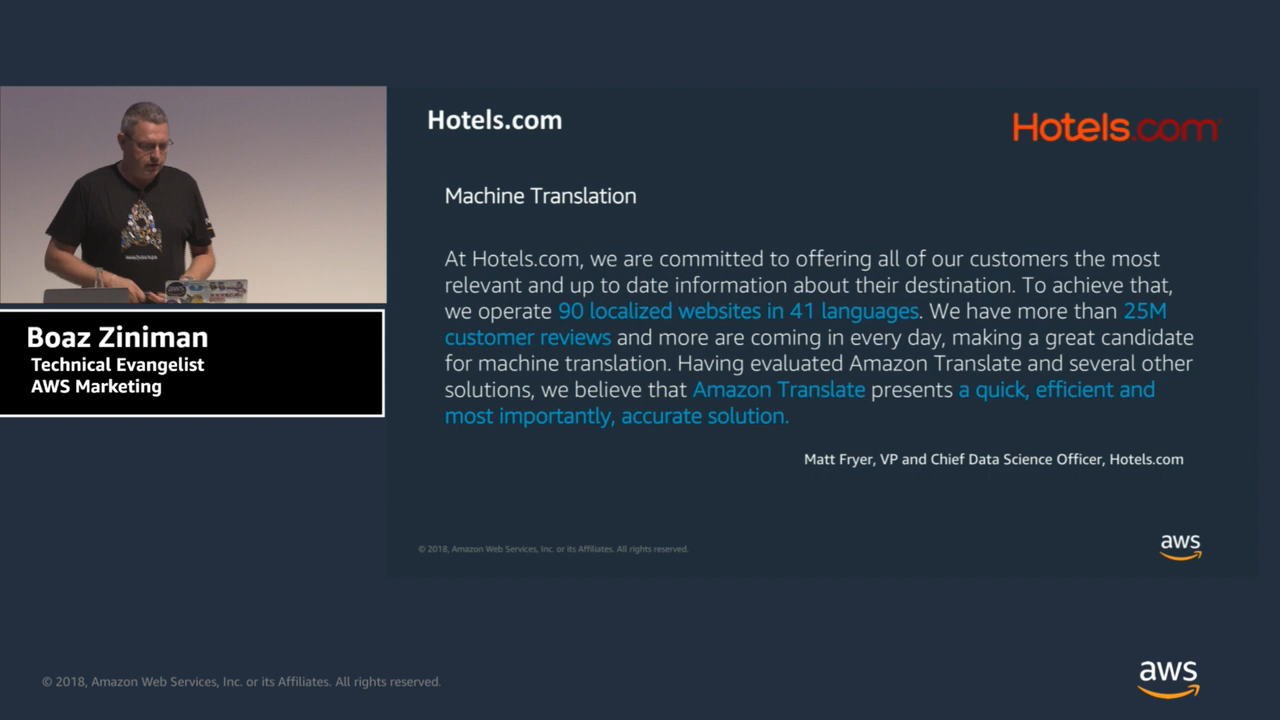 Hotels.com
Hotels.com
Machine Translation
At Hotels.com, we are committed to offering all of our customers the most
relevant and up to date information about their destination. To achieve that,
we operate 90 localized websites in 41 languages. We have more than 25M
customer reviews and more are coming in every day, making a great candidate
for machine translation. Having evaluated Amazon Translate and several other
solutions, we believe that Amazon Translate presents a quick, efficient and
most importantly, accurate solution.
Matt Fryer, VP and Chief Data Science Officer, Hotels.com
© 2018, Amazon Web Services, Inc. or its Affiliates. All rights reserved.
aws
Boaz Ziniman
Technical Evangelist
AWS Marketing
© 2018, Amazon Web Services, Inc. or its Affiliates. All rights reserved.
aws